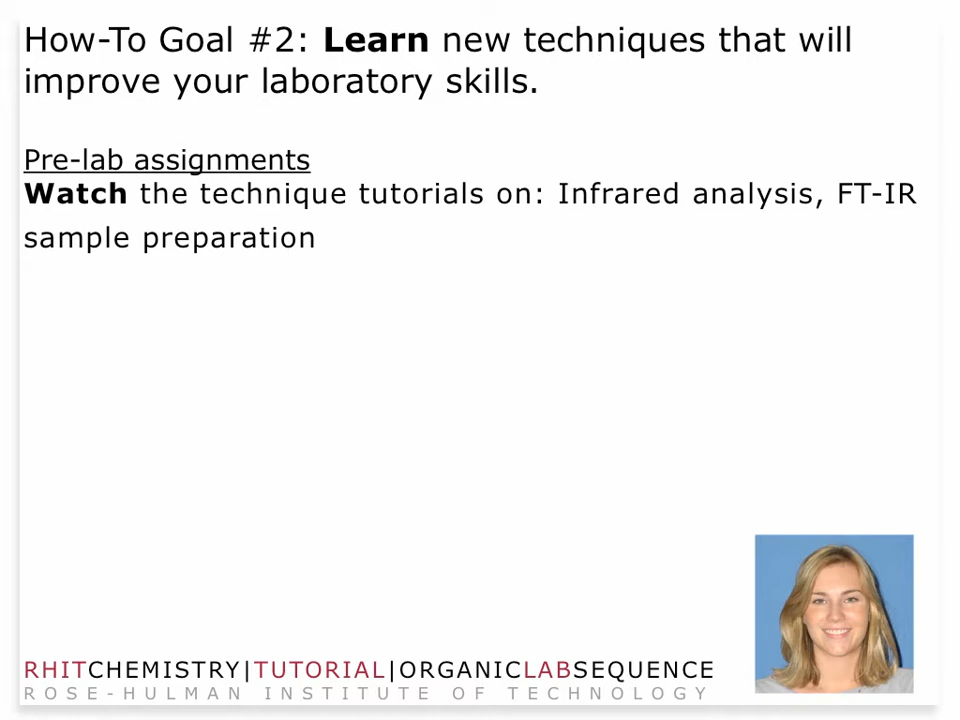 How-To Goal #2: Learn new techniques that will
improve your laboratory skills.
Pre-lab assignments
Watch the technique tutorials on: Infrared analysis, FT-IR
sample preparation
RHITCHEMISTRY|TUTORIAL|ORGANICLABSEQUENCE
ROSE-HULMAN INSTITUTE OF TECHNOLOGY